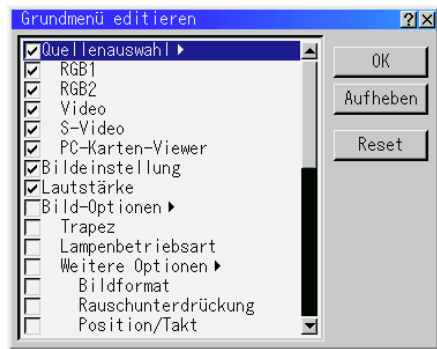 Grundmenü editieren
Quellenauswahl
RGB1
RGB2
Video
S-Video
PC-Karten-Viewer
Bildeinstellung
Lautstärke
Bild-Optionen
Trapez
Lampenbetriebsart
Weitere Optionen
Bildformat
Rauschunterdrückung
Position/Takt
OK
Aufheben
Reset